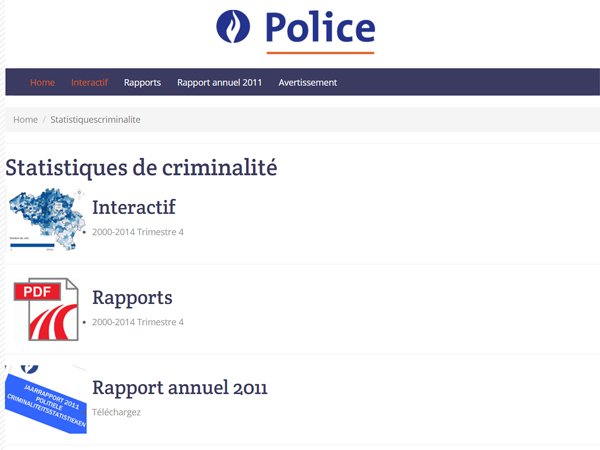 Police
Home Interactif Rapports Rapport annuel 2011 Avertissement
Home / Statistiquescriminalite
Statistiques de criminalité
Interactif
2000-2014 Trimestre 4
PDF
Rapports
2000-2014 Trimestre 4
JAARRAPPORT 2011
POLITIELE
CRIMINALITEITSSTATISTIEKEN
Rapport annuel 2011
Téléchargez